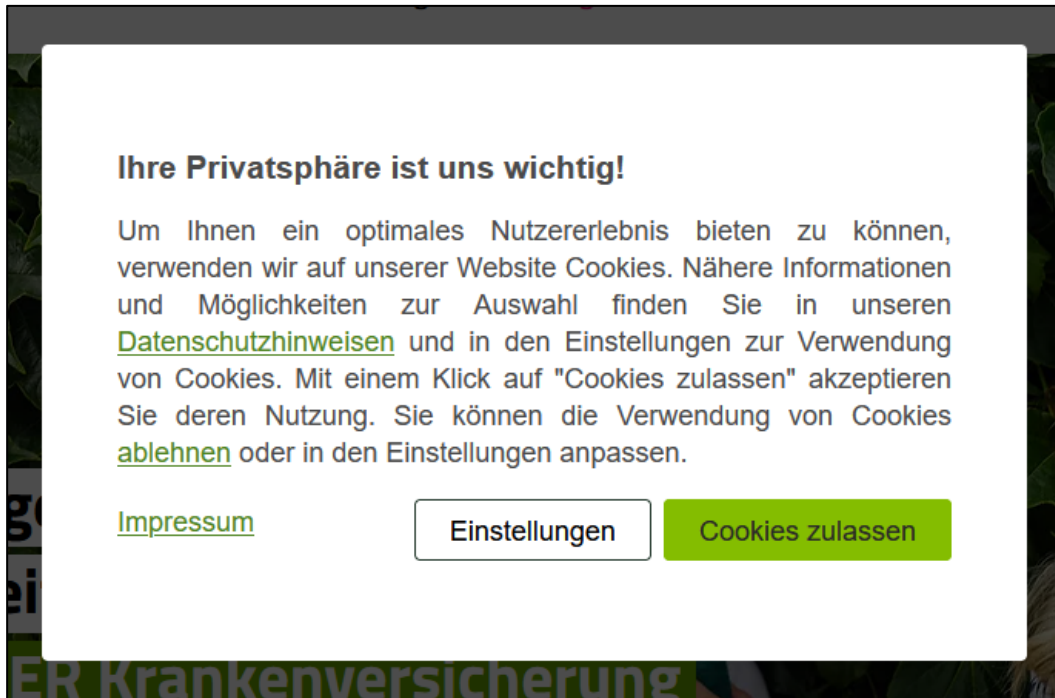 Ihre Privatsphäre ist uns wichtig!
Um Ihnen ein optimales Nutzererlebnis bieten zu können,
verwenden wir auf unserer Website Cookies. Nähere Informationen
und Möglichkeiten zur Auswahl finden Sie in unseren
Datenschutzhinweisen und in den Einstellungen zur Verwendung
von Cookies. Mit einem Klick auf "Cookies zulassen" akzeptieren
Sie deren Nutzung. Sie können die Verwendung von Cookies
ablehnen oder in den Einstellungen anpassen.
Impressum
Einstellungen
Cookies zulassen
ER Krankenversicherung